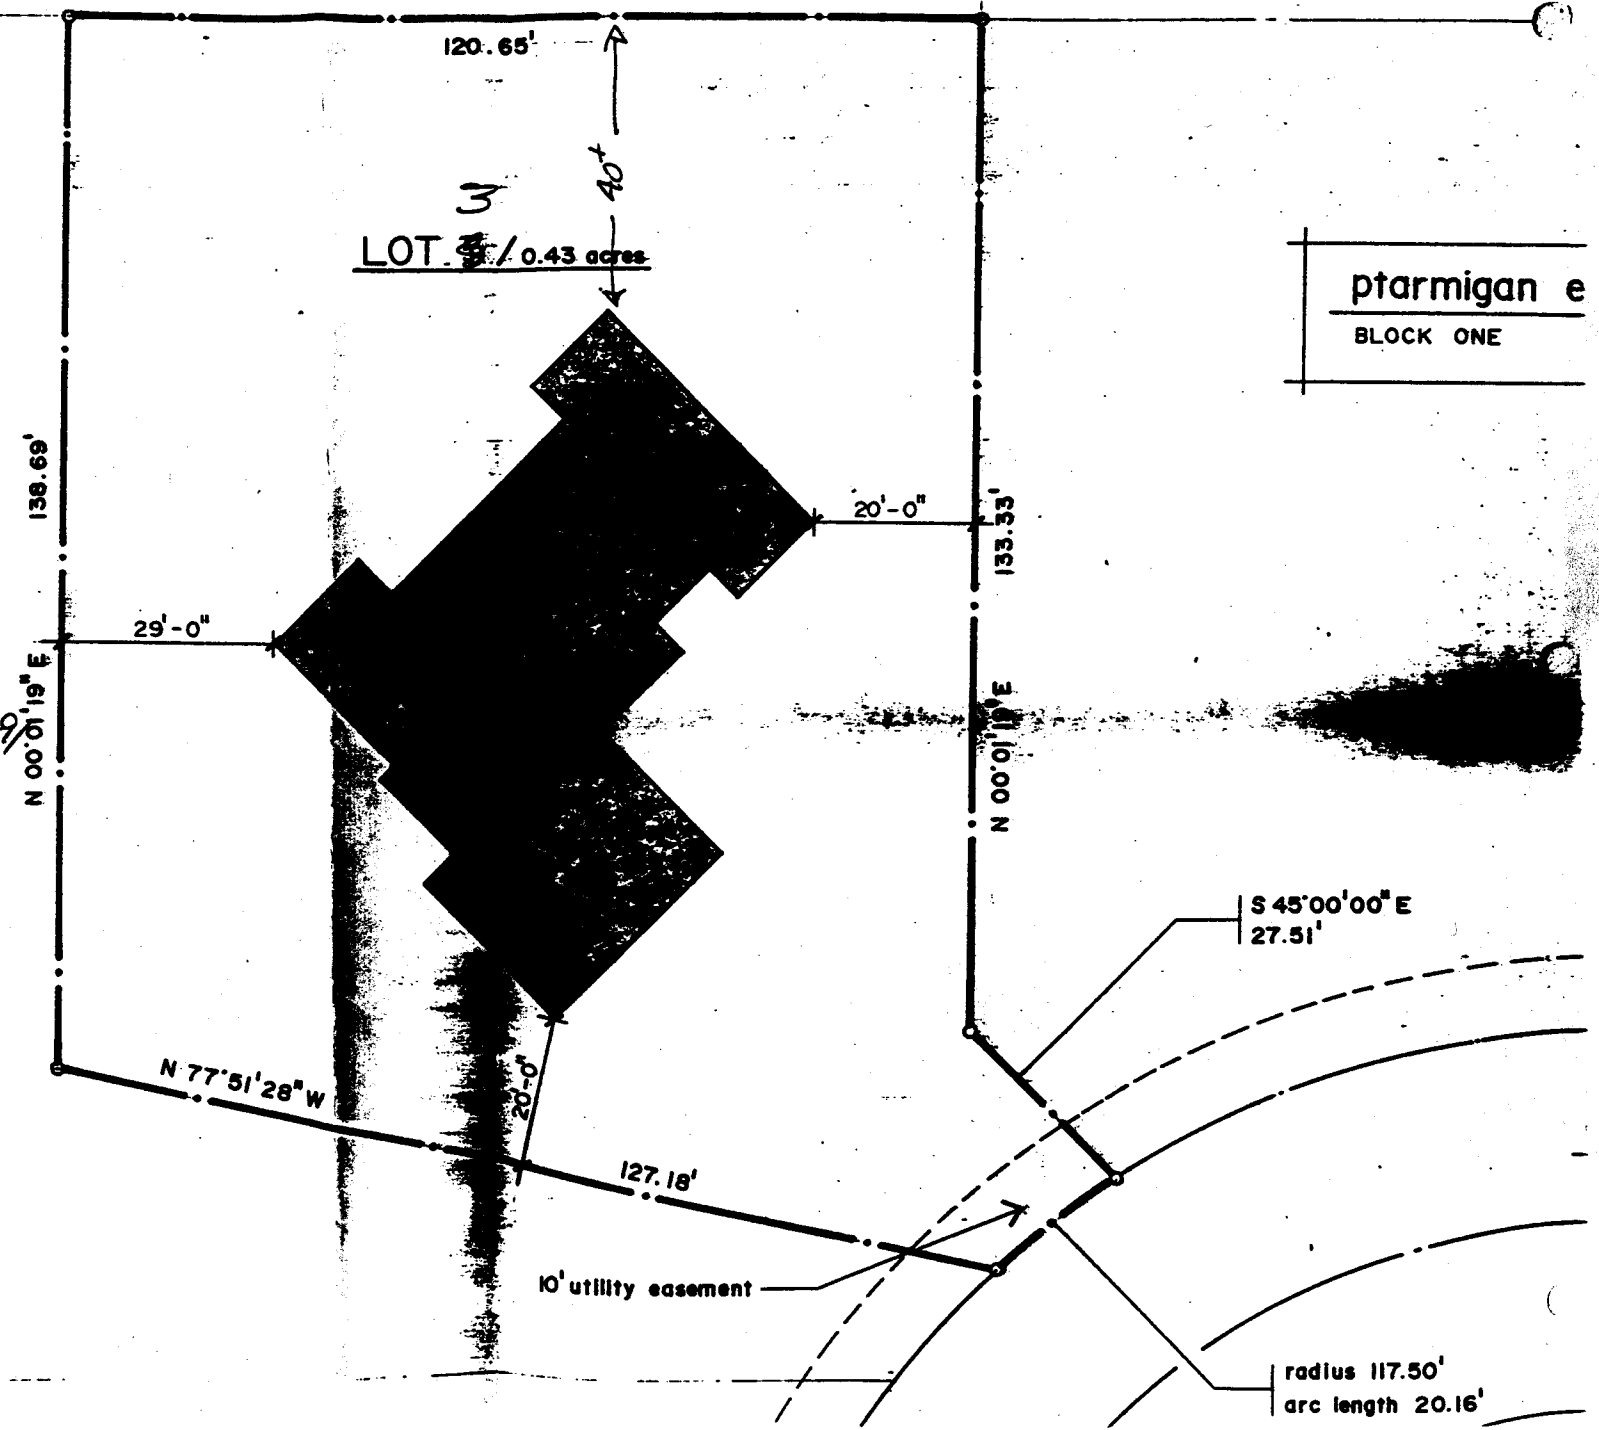 120.65'
40+
3
LOT / 0.43 acres
ptarmigan e
BLOCK ONE
138.69'
20'-0"
133.33'
29'-0"
N 00°01'19" E
N 00°01'19" E
S 45°00'00" E
27.51'
N 77°51'28" W
20'-0"
127.18'
10' utility easement
radius 117.50'
arc length 20.16'